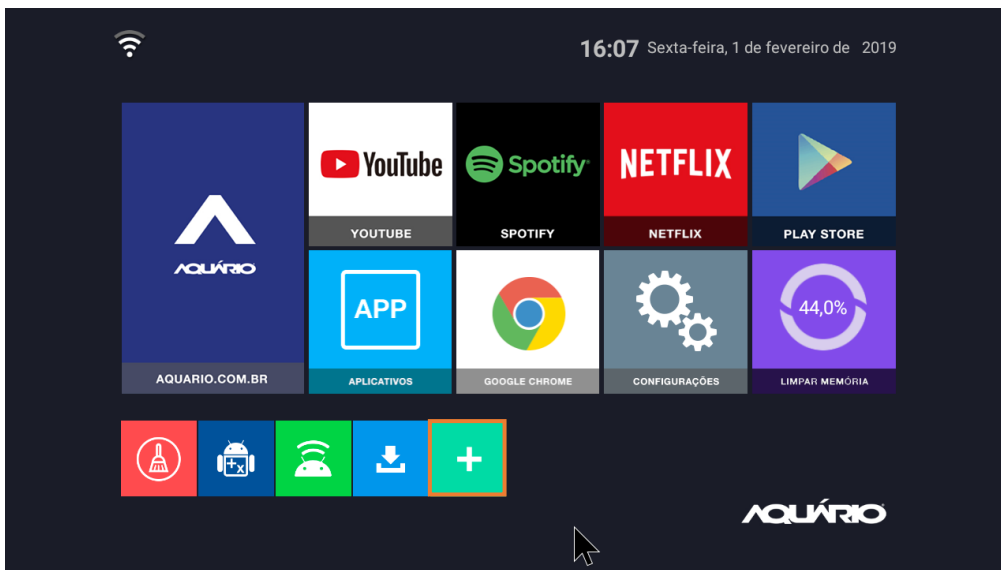 16:07 Sexta-feira, 1 de fevereiro de 2019
AQUÁRIO
AQUARIO.COM.BR
YouTube
YOUTUBE
Spotify
SPOTIFY
NETFLIX
NETFLIX
PLAY STORE
APP
APLICATIVOS
GOOGLE CHROME
CONFIGURAÇÕES
44,0%
LIMPAR MEMÓRIA
+x
+
AQUÁRIO